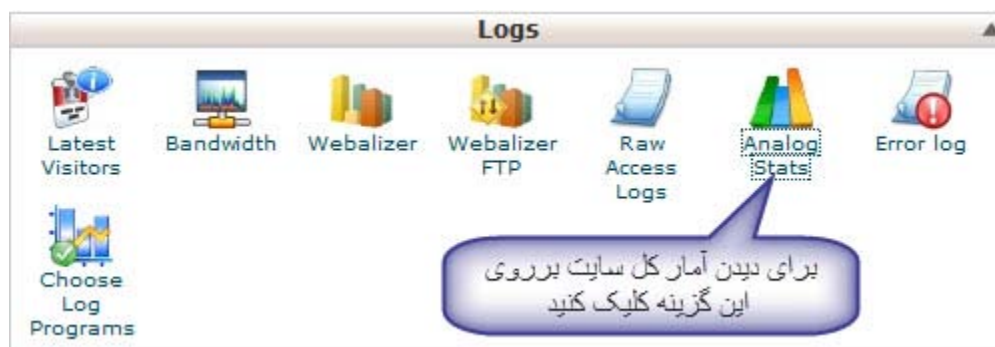 Logs
Latest
Visitors
Bandwidth
Webalizer
Webalizer
FTP
Raw
Access
Logs
Analog
Stats
Error log
Choose
Log
Programs
برای دیدن آمار کل سایت برروی
این گزینه کلیک کنید